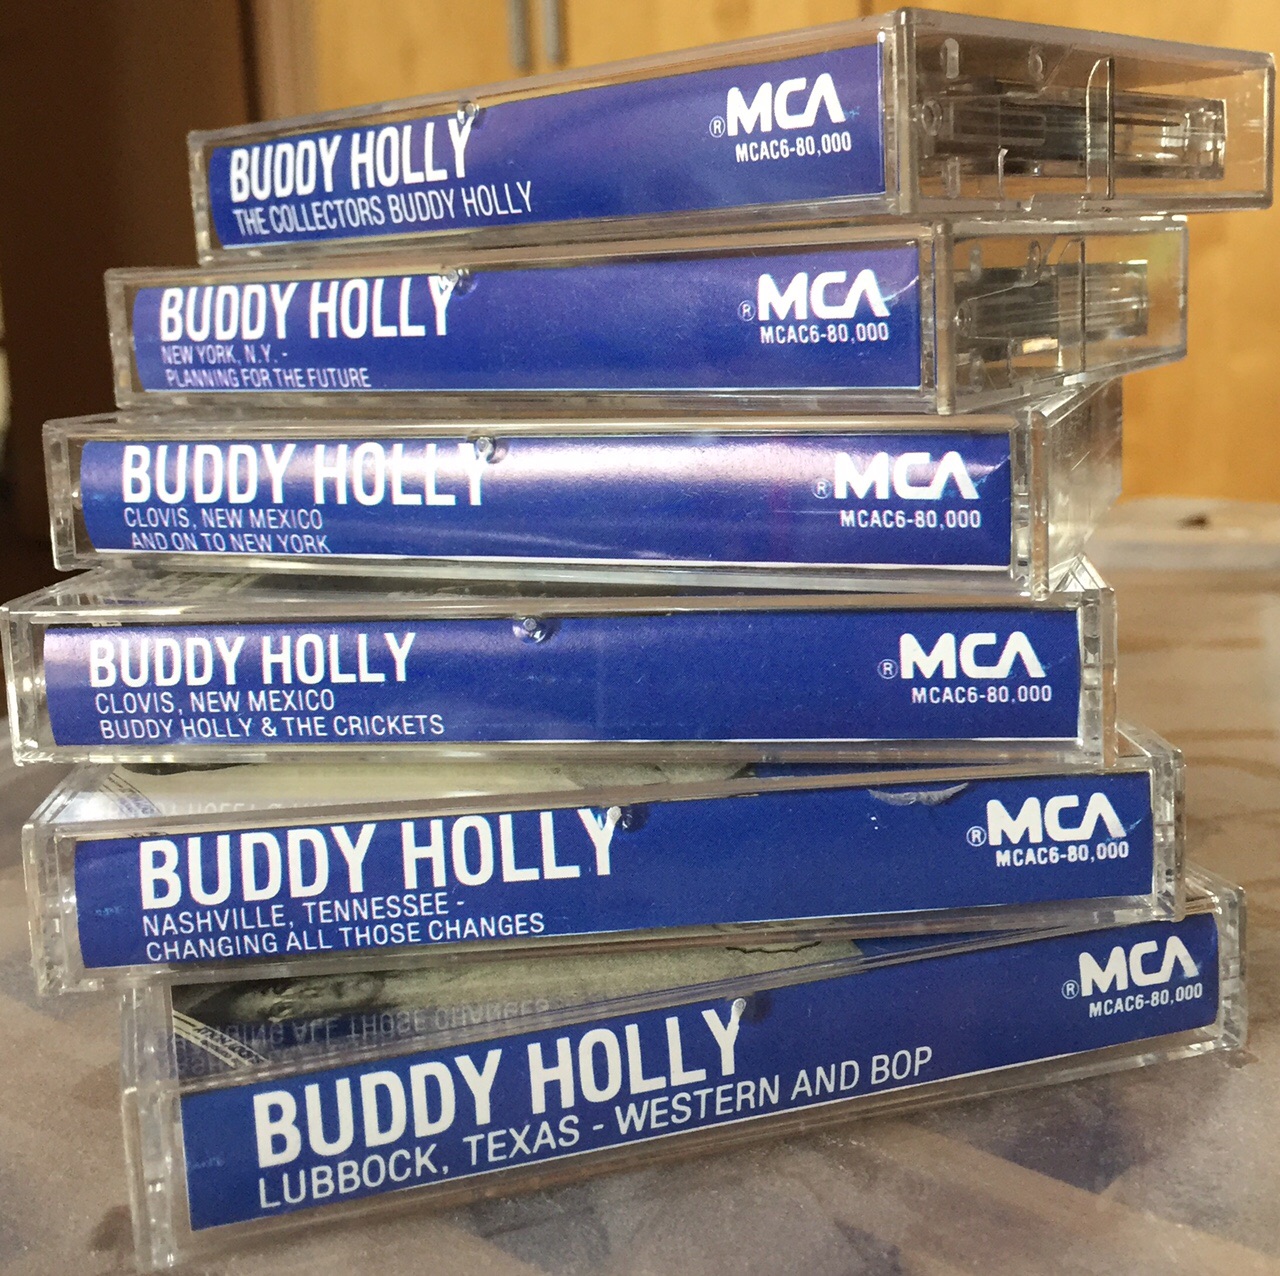 BUDDY HOLLY
THE COLLECTORS BUDDY HOLLY
® MCA
MCAC6-80,000
BUDDY HOLLY
NEW YORK, N.Y. -
PLANNING FOR THE FUTURE
® MCA
MCAC6-80,000
BUDDY HOLLY
CLOVIS, NEW MEXICO
AND ON TO NEW YORK
® MCA
MCAC6-80,000
BUDDY HOLLY
CLOVIS, NEW MEXICO
BUDDY HOLLY & THE CRICKETS
® MCA
MCAC6-80,000
BUDDY HOLLY
NASHVILLE, TENNESSEE -
CHANGING ALL THOSE CHANGES
® MCA
MCAC6-80,000
BUDDY HOLLY
LUBBOCK, TEXAS - WESTERN AND BOP
® MCA
MCAC6-80,000